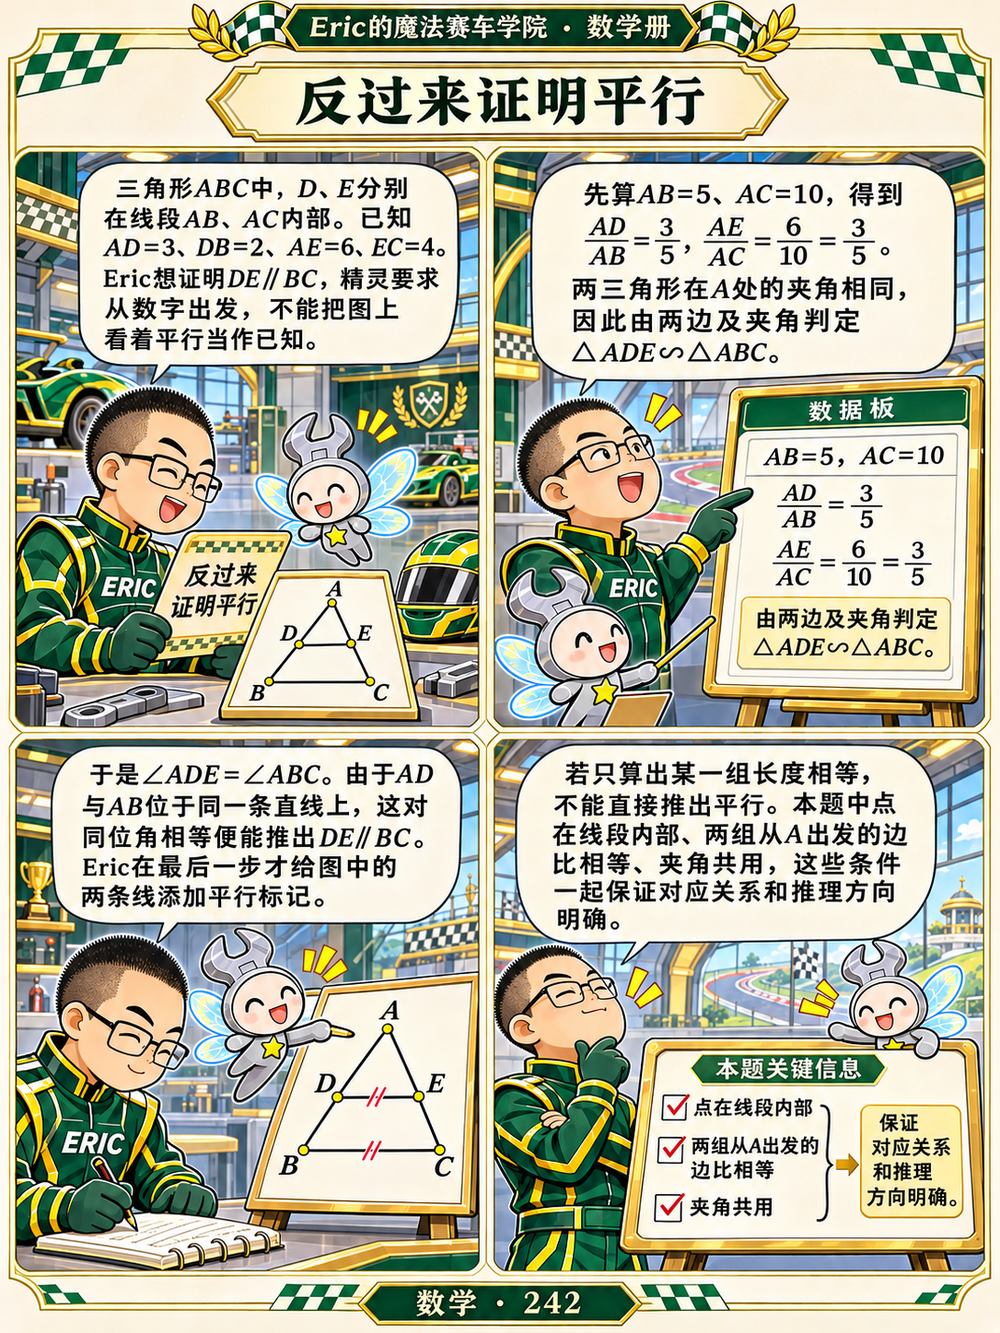 Eric的魔法赛车学院 · 数学册
反过来证明平行
三角形ABC中，D、E分别
在线段AB、AC内部。已知
AD=3、DB=2、AE=6、EC=4。
Eric想证明DE∥BC，精灵要求
从数字出发，不能把图上
看着平行当作已知。
ERIC
反过来
证明平行
A
D E
B C
先算AB=5、AC=10，得到
AD/AB=3/5，AE/AC=6/10=3/5。
两三角形在A处的夹角相同，
因此由两边及夹角判定
△ADE∽△ABC。
ERIC
数据板
AB=5，AC=10
AD/AB=3/5
AE/AC=6/10=3/5
由两边及夹角判定
△ADE∽△ABC。
于是∠ADE=∠ABC。由于AD
与AB位于同一条直线上，这对
同位角相等便能推出DE∥BC。
Eric在最后一步才给图中的
两条线添加平行标记。
ERIC
A
D E
B C
若只算出某一组长度相等，
不能直接推出平行。本题中点
在线段内部、两组从A出发的边
比相等、夹角共用，这些条件
一起保证对应关系和推理方向
明确。
本题关键信息
点在线段内部
两组从A出发的
边比相等
夹角共用
保证
对应关系
和推理
方向明确。
数学 · 242